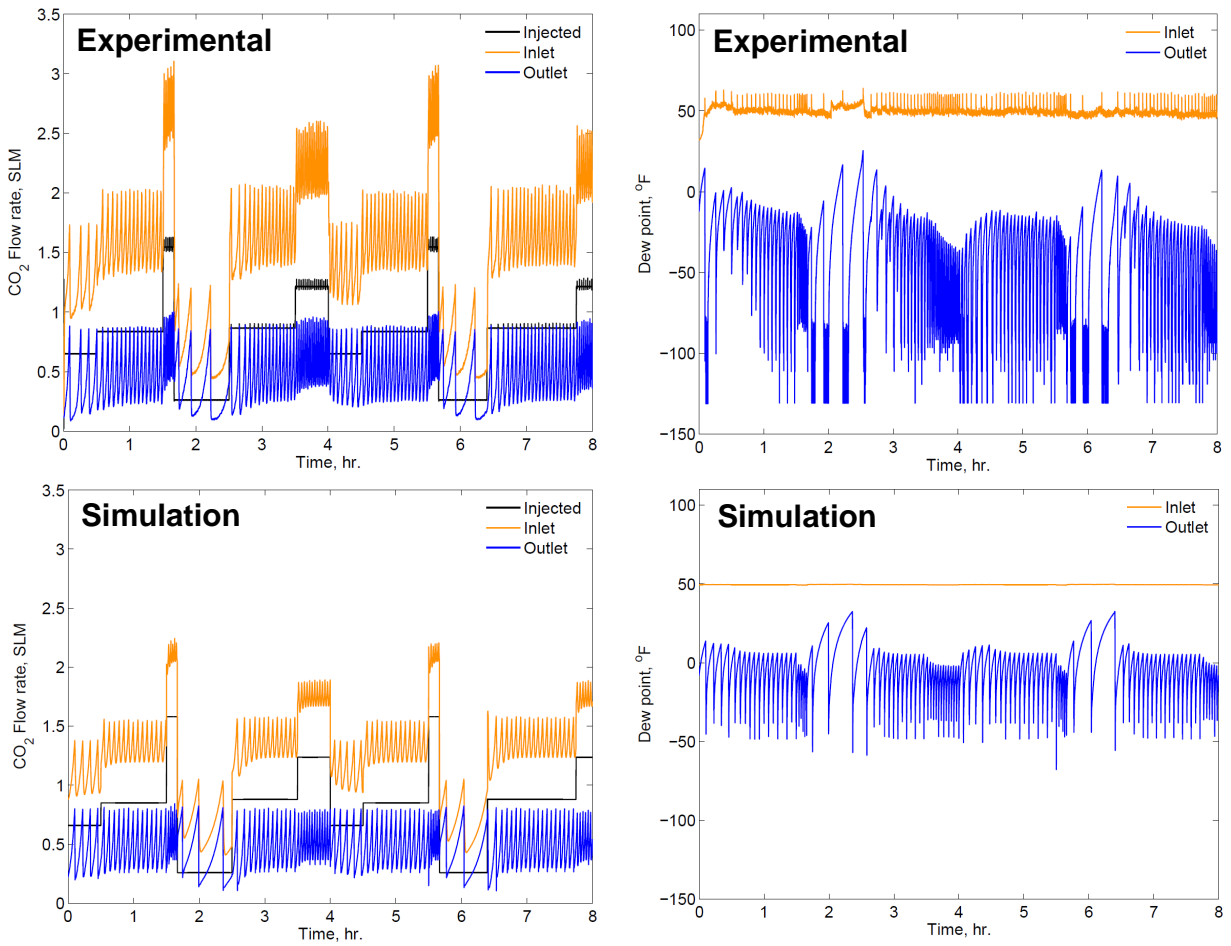 Experimental
Injected
Inlet
Outlet
3.5
3
2.5
2
1.5
1
0.5
0
CO2 Flow rate, SLM
0 1 2 3 4 5 6 7 8
Time, hr.
Experimental
Inlet
Outlet
100
50
0
−50
−100
−150
Dew point, oF
0 1 2 3 4 5 6 7 8
Time, hr.
Simulation
Injected
Inlet
Outlet
3.5
3
2.5
2
1.5
1
0.5
0
CO2 Flow rate, SLM
0 1 2 3 4 5 6 7 8
Time, hr.
Simulation
Inlet
Outlet
100
50
0
−50
−100
−150
Dew point, oF
0 1 2 3 4 5 6 7 8
Time, hr.